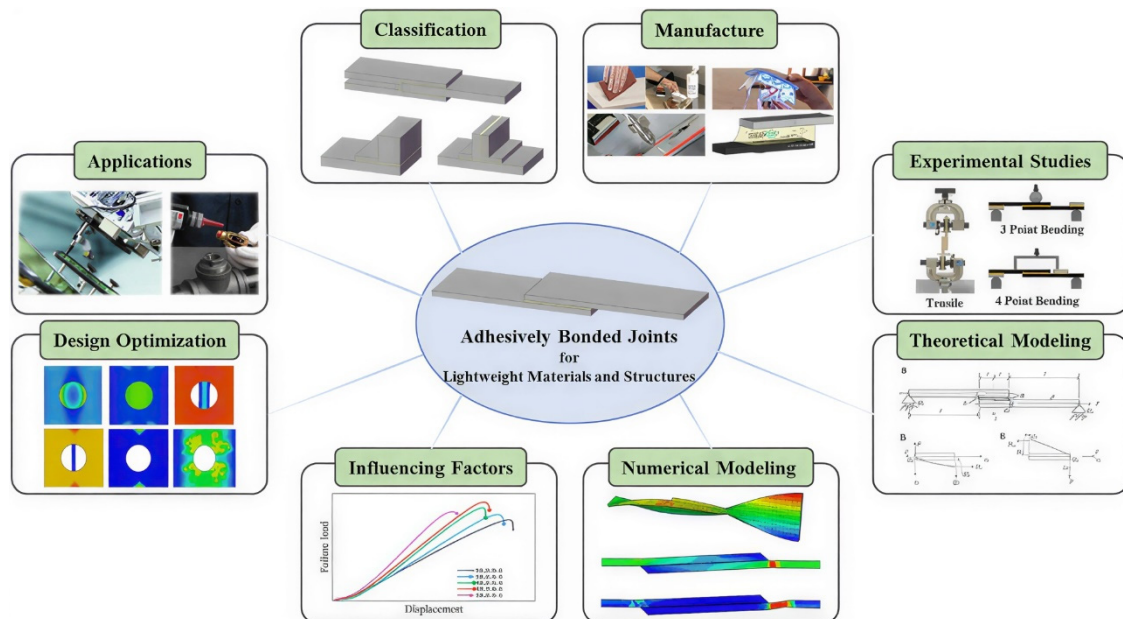 Classification
Manufacture
Applications
Experimental Studies
3 Point Bending
Trusile
4 Point Bending
Adhesively Bonded Joints
for
Lightweight Materials and Structures
Design Optimization
Theoretical Modeling
Influencing Factors
Failure load
Displacement
Numerical Modeling